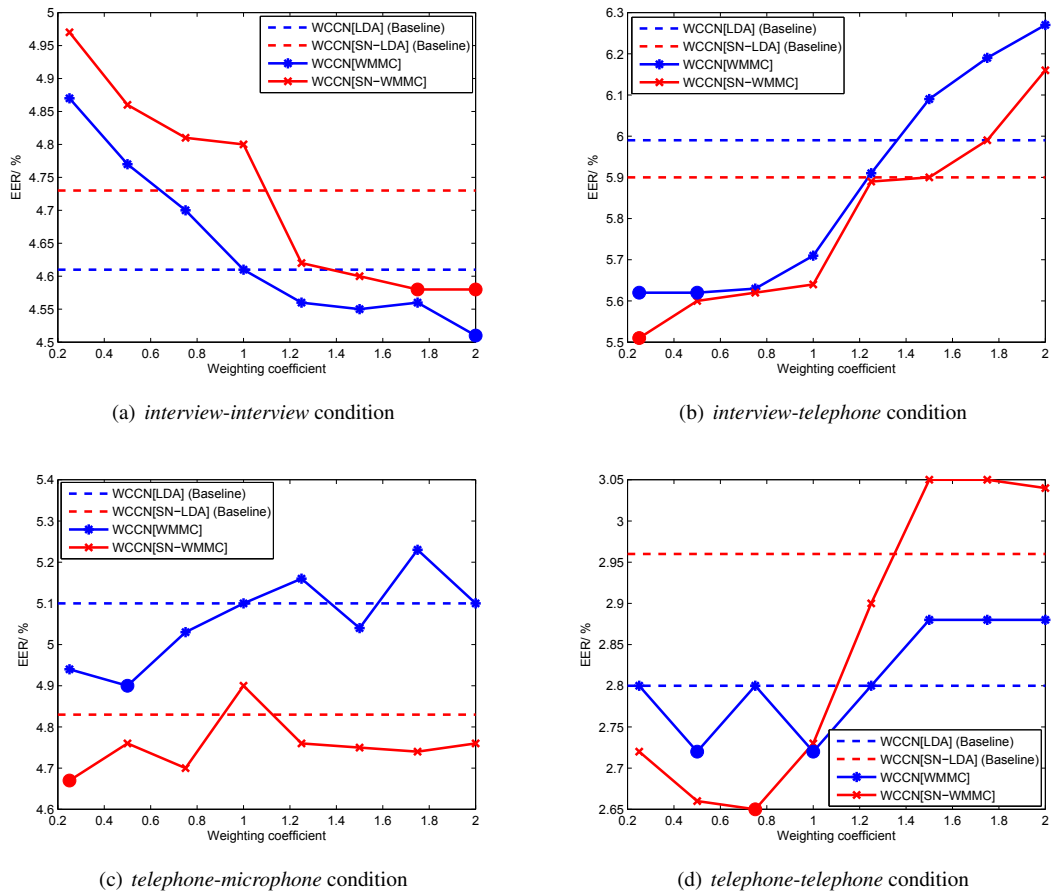 5
4.95
4.9
4.85
4.8
4.75
4.7
4.65
4.6
4.55
4.5
EER/ %
0.2 0.4 0.6 0.8 1 1.2 1.4 1.6 1.8 2
Weighting coefficient
WCCN[LDA] (Baseline)
WCCN[SN−LDA] (Baseline)
WCCN[WMMC]
WCCN[SN−WMMC]
(a) interview-interview condition
6.3
6.2
6.1
6
5.9
5.8
5.7
5.6
5.5
EER/ %
0.2 0.4 0.6 0.8 1 1.2 1.4 1.6 1.8 2
Weighting coefficient
WCCN[LDA] (Baseline)
WCCN[SN−LDA] (Baseline)
WCCN[WMMC]
WCCN[SN−WMMC]
(b) interview-telephone condition
5.4
5.3
5.2
5.1
5
4.9
4.8
4.7
4.6
EER/ %
0.2 0.4 0.6 0.8 1 1.2 1.4 1.6 1.8 2
Weighting coefficient
WCCN[LDA] (Baseline)
WCCN[SN−LDA] (Baseline)
WCCN[WMMC]
WCCN[SN−WMMC]
(c) telephone-microphone condition
3.05
3
2.95
2.9
2.85
2.8
2.75
2.7
2.65
EER/ %
0.2 0.4 0.6 0.8 1 1.2 1.4 1.6 1.8 2
Weighting coefficient
WCCN[LDA] (Baseline)
WCCN[SN−LDA] (Baseline)
WCCN[WMMC]
WCCN[SN−WMMC]
(d) telephone-telephone condition